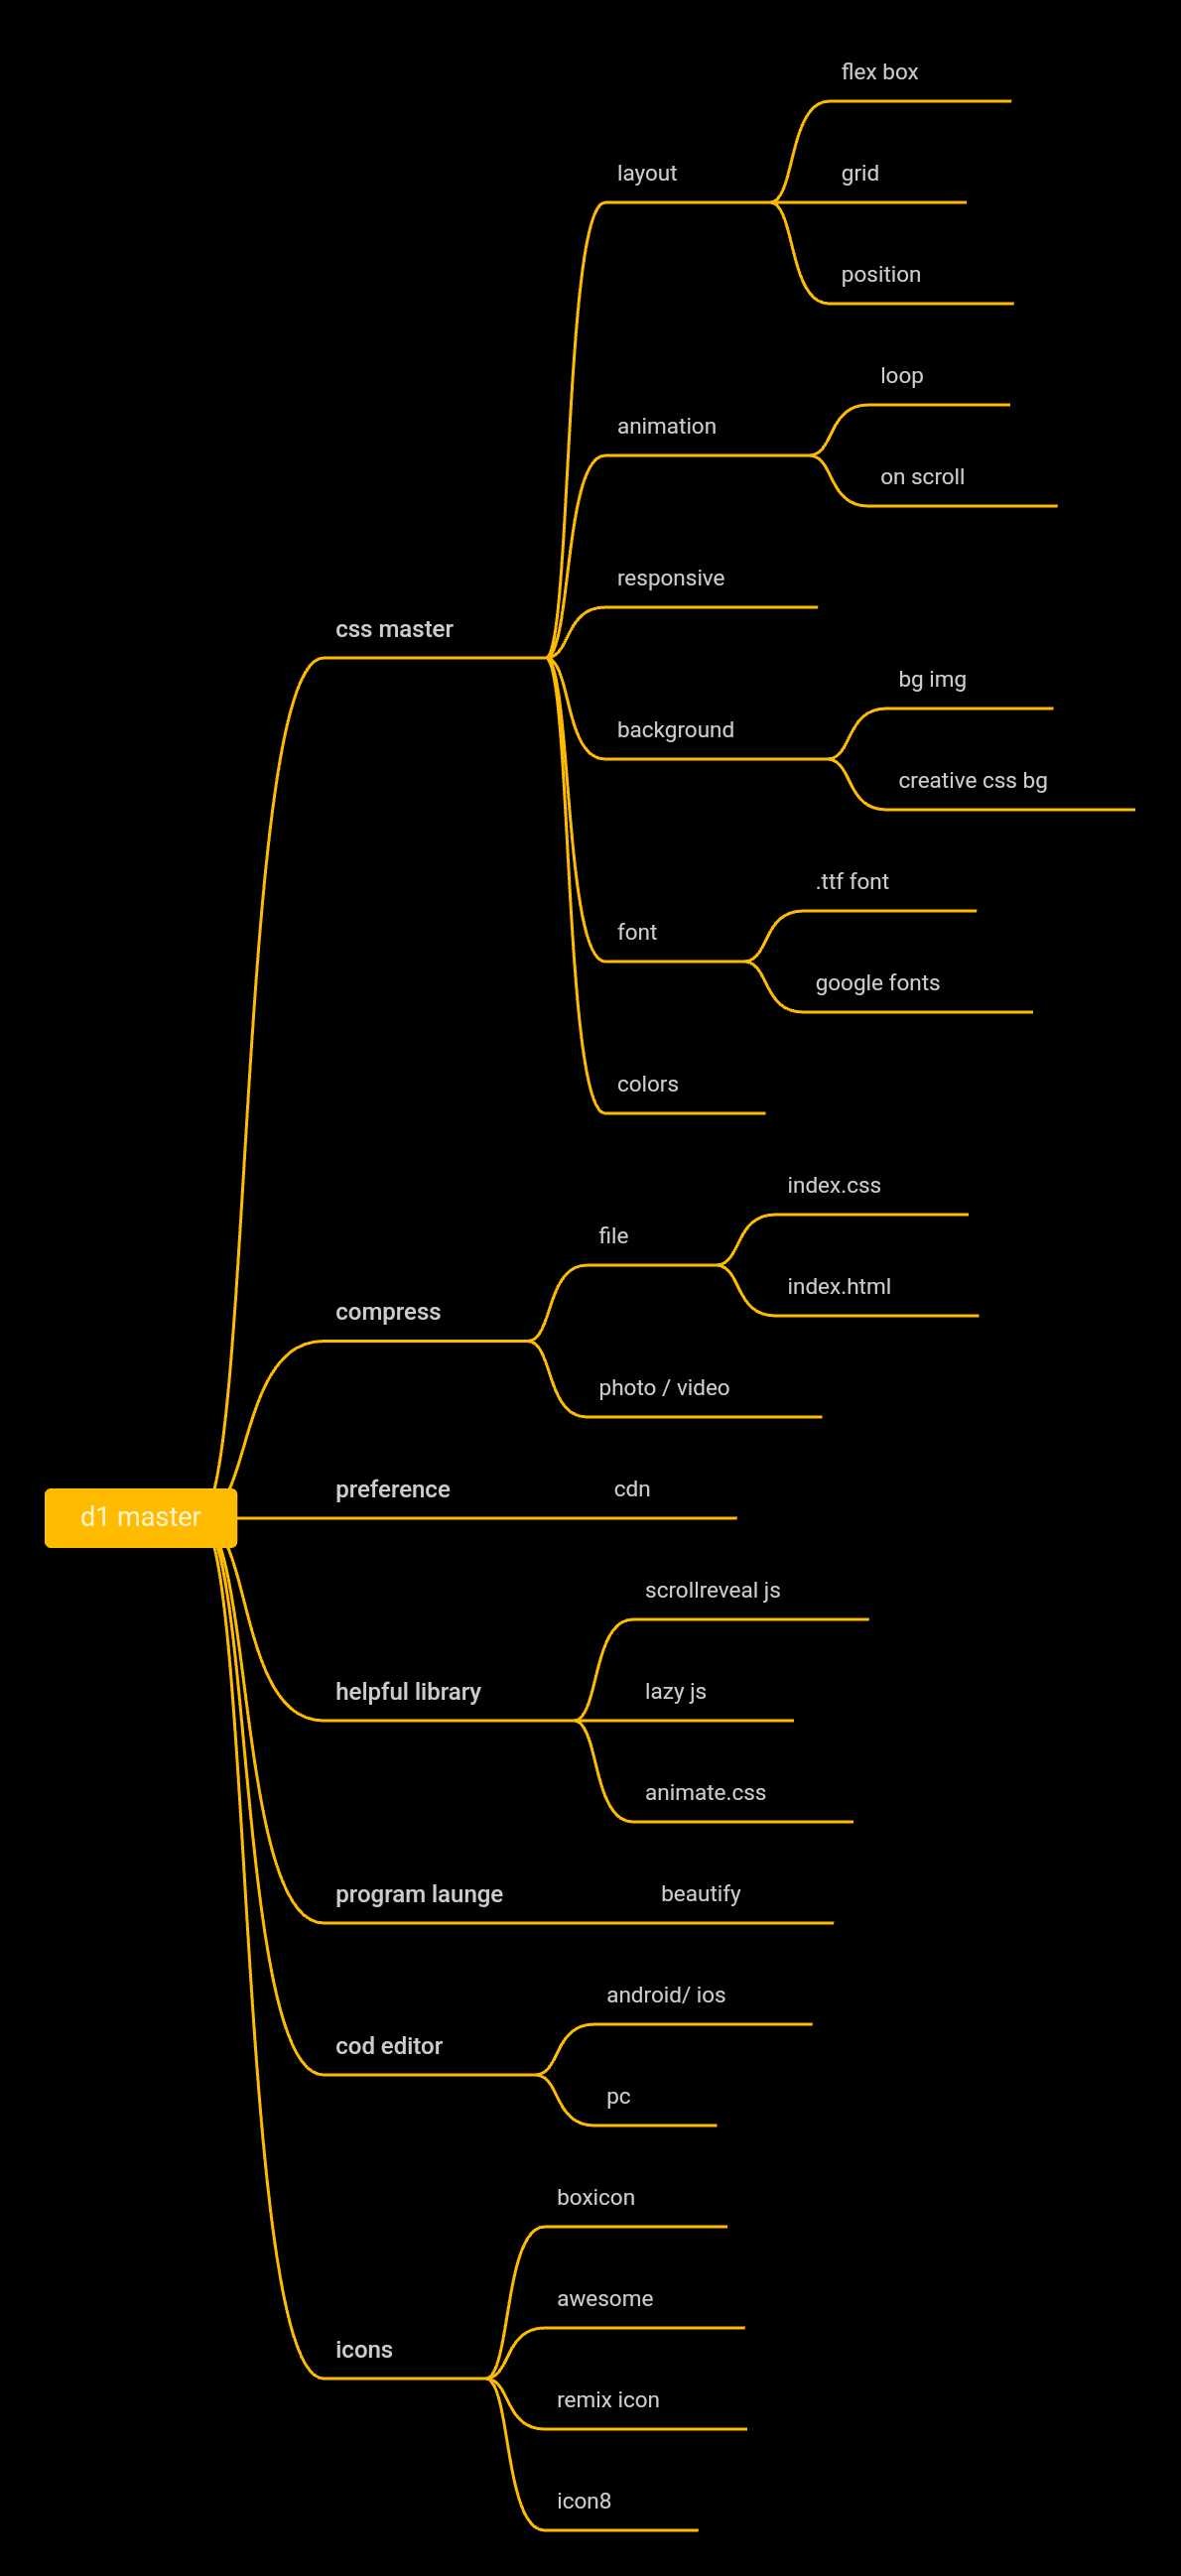 flex box
layout
grid
position
loop
animation
on scroll
responsive
css master
bg img
background
creative css bg
.ttf font
font
google fonts
colors
index.css
file
index.html
compress
photo / video
preference
cdn
d1 master
scrollreveal js
helpful library
lazy js
animate.css
program launge
beautify
android/ ios
cod editor
pc
boxicon
awesome
icons
remix icon
icon8